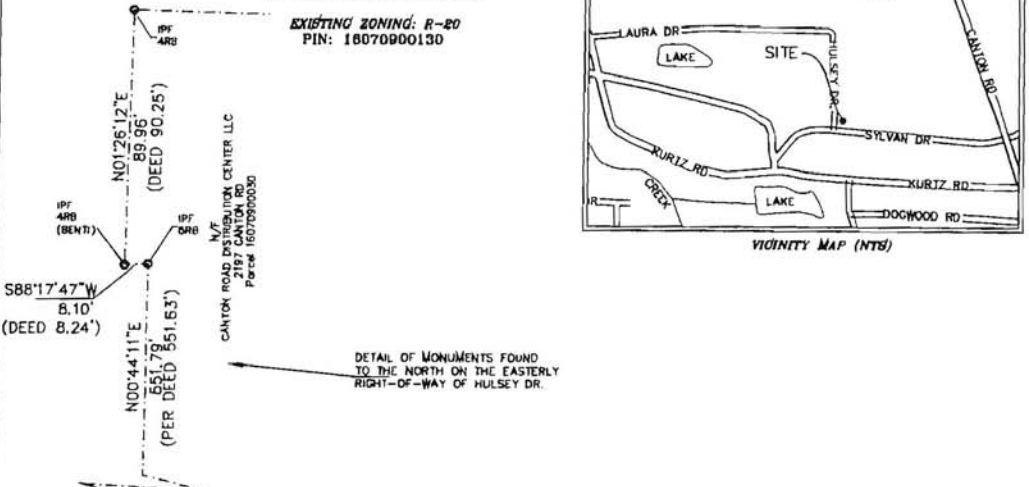 EXISTING ZONING: R-20
PIN: 16070900130
IPF
4RB
N01°26'12"E
89.96'
(DEED 90.25')
IPF
4RB
(BENT)
IPF
5RB
S88°17'47"W
8.10'
(DEED 8.24')
N/F
CANTON ROAD DISTRIBUTION CENTER LLC
2197 CANTON RD
Parcel 16070900030
N00°44'11"E
551.79'
(PER DEED 551.63')
DETAIL OF MONUMENTS FOUND
TO THE NORTH ON THE EASTERLY
RIGHT-OF-WAY OF HULSEY DR.
LAURA DR
LAKE
SITE
HULSEY DR
CANTON RD
SYLVAN DR
KURTZ RD
KURTZ RD
CREEK
LAKE
DOGWOOD RD
VICINITY MAP (NTS)